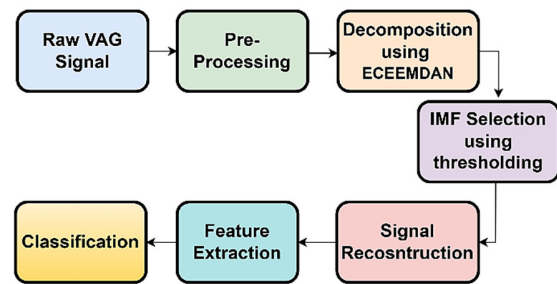 Raw VAG
Signal
Pre-
Processing
Decomposition
using
ECEEMDAN
IMF Selection
using
thresholding
Signal
Recosntruction
Feature
Extraction
Classification